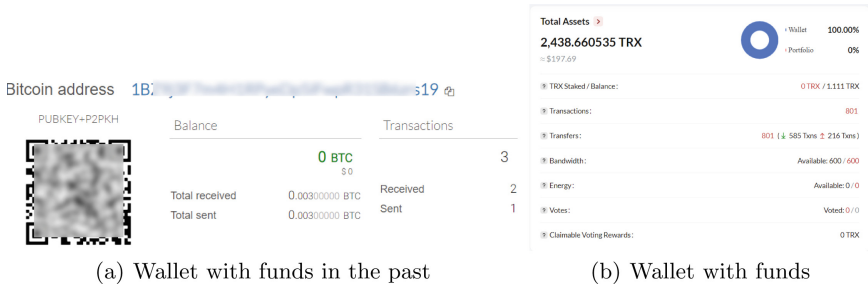 Bitcoin address 1BZ s19
PUBKEY+P2PKH
Balance
Transactions
0 BTC
$ 0
3
Total received 0.00300000 BTC
Total sent 0.00300000 BTC
Received 2
Sent 1
(a) Wallet with funds in the past
Total Assets >
2,438.660535 TRX
≈ $197.69
Wallet 100.00%
Portfolio 0%
? TRX Staked / Balance: 0 TRX / 1.111 TRX
? Transactions: 801
? Transfers: 801 ( ↓ 585 Txns ↑ 216 Txns )
? Bandwidth: Available: 600 / 600
? Energy: Available: 0 / 0
? Votes: Voted: 0 / 0
? Claimable Voting Rewards: 0 TRX
(b) Wallet with funds